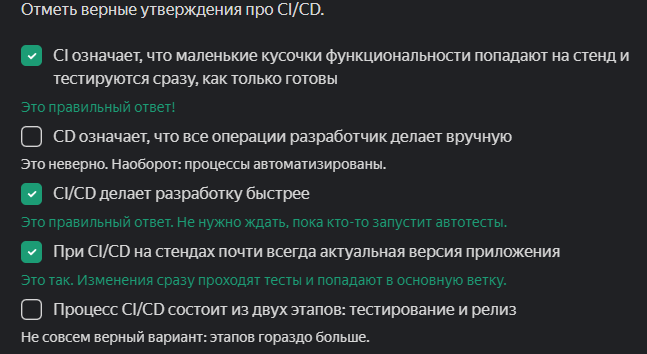 Отметь верные утверждения про CI/CD.
CI означает, что маленькие кусочки функциональности попадают на стенд и
тестируются сразу, как только готовы
Это правильный ответ!
CD означает, что все операции разработчик делает вручную
Это неверно. Наоборот: процессы автоматизированы.
CI/CD делает разработку быстрее
Это правильный ответ. Не нужно ждать, пока кто-то запустит автотесты.
При CI/CD на стендах почти всегда актуальная версия приложения
Это так. Изменения сразу проходят тесты и попадают в основную ветку.
Процесс CI/CD состоит из двух этапов: тестирование и релиз
Не совсем верный вариант: этапов гораздо больше.